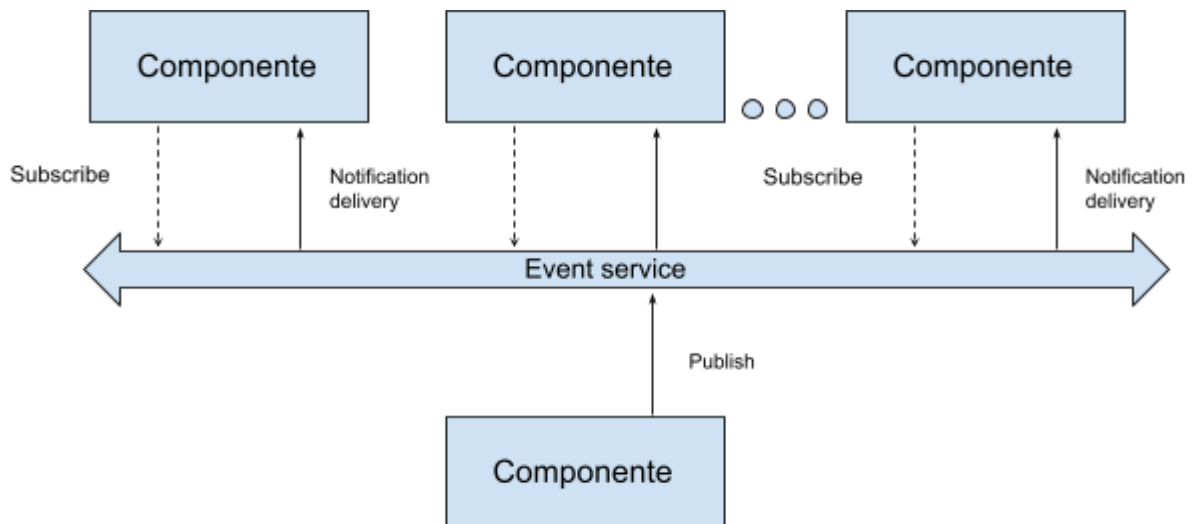 Componente
Componente
Componente
Subscribe
Notification
delivery
Subscribe
Notification
delivery
Event service
Publish
Componente